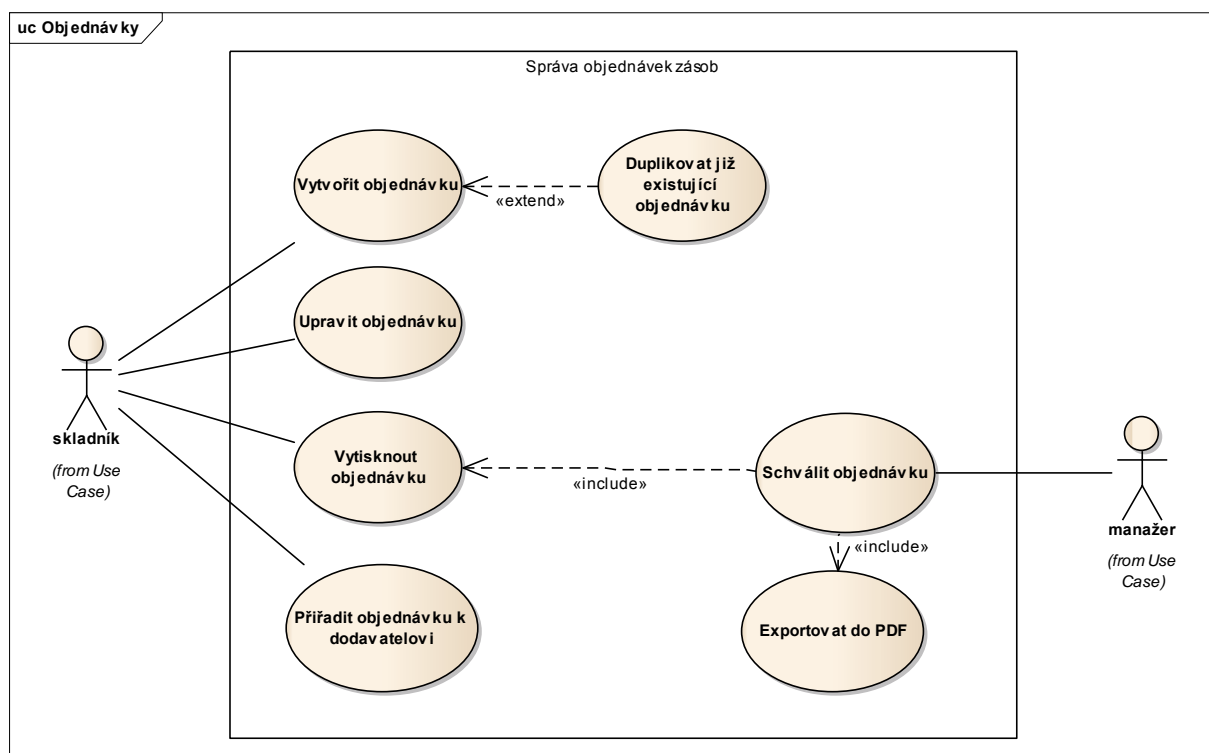 uc Objednávky
Správa objednávek zásob
Vytvořit objednávku
«extend»
Duplikovat již
existující
objednávku
Upravit objednávku
skladník
(from Use
Case)
Vytisknout
objednávku
«include»
Schválit objednávku
manažer
(from Use
Case)
«include»
Přiřadit objednávku k
dodavatelovi
Exportovat do PDF